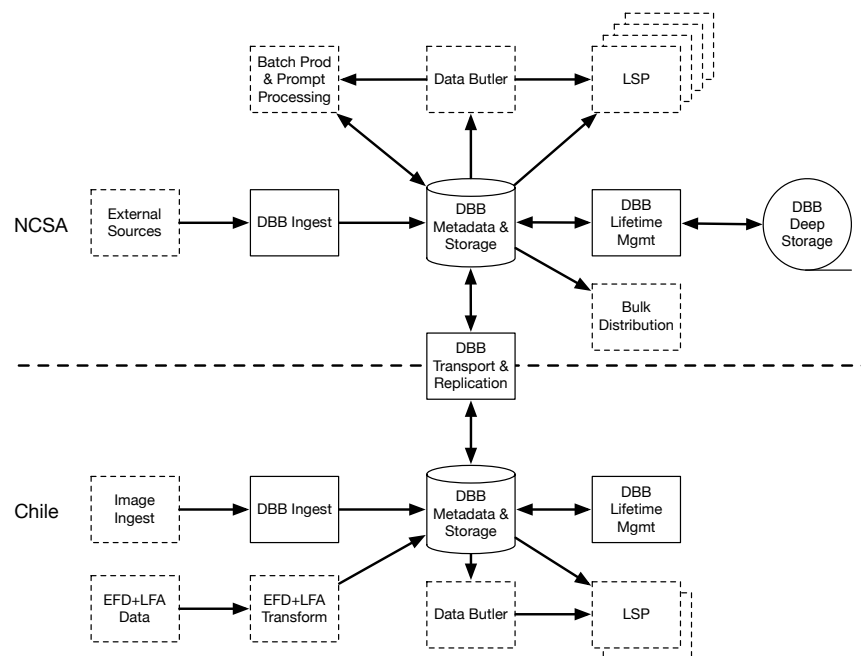 Batch Prod
& Prompt
Processing
Data Butler
LSP
NCSA
External
Sources
DBB Ingest
DBB
Metadata &
Storage
DBB
Lifetime
Mgmt
DBB
Deep
Storage
Bulk
Distribution
DBB
Transport &
Replication
Chile
Image
Ingest
DBB Ingest
DBB
Metadata &
Storage
DBB
Lifetime
Mgmt
EFD+LFA
Data
EFD+LFA
Transform
Data Butler
LSP